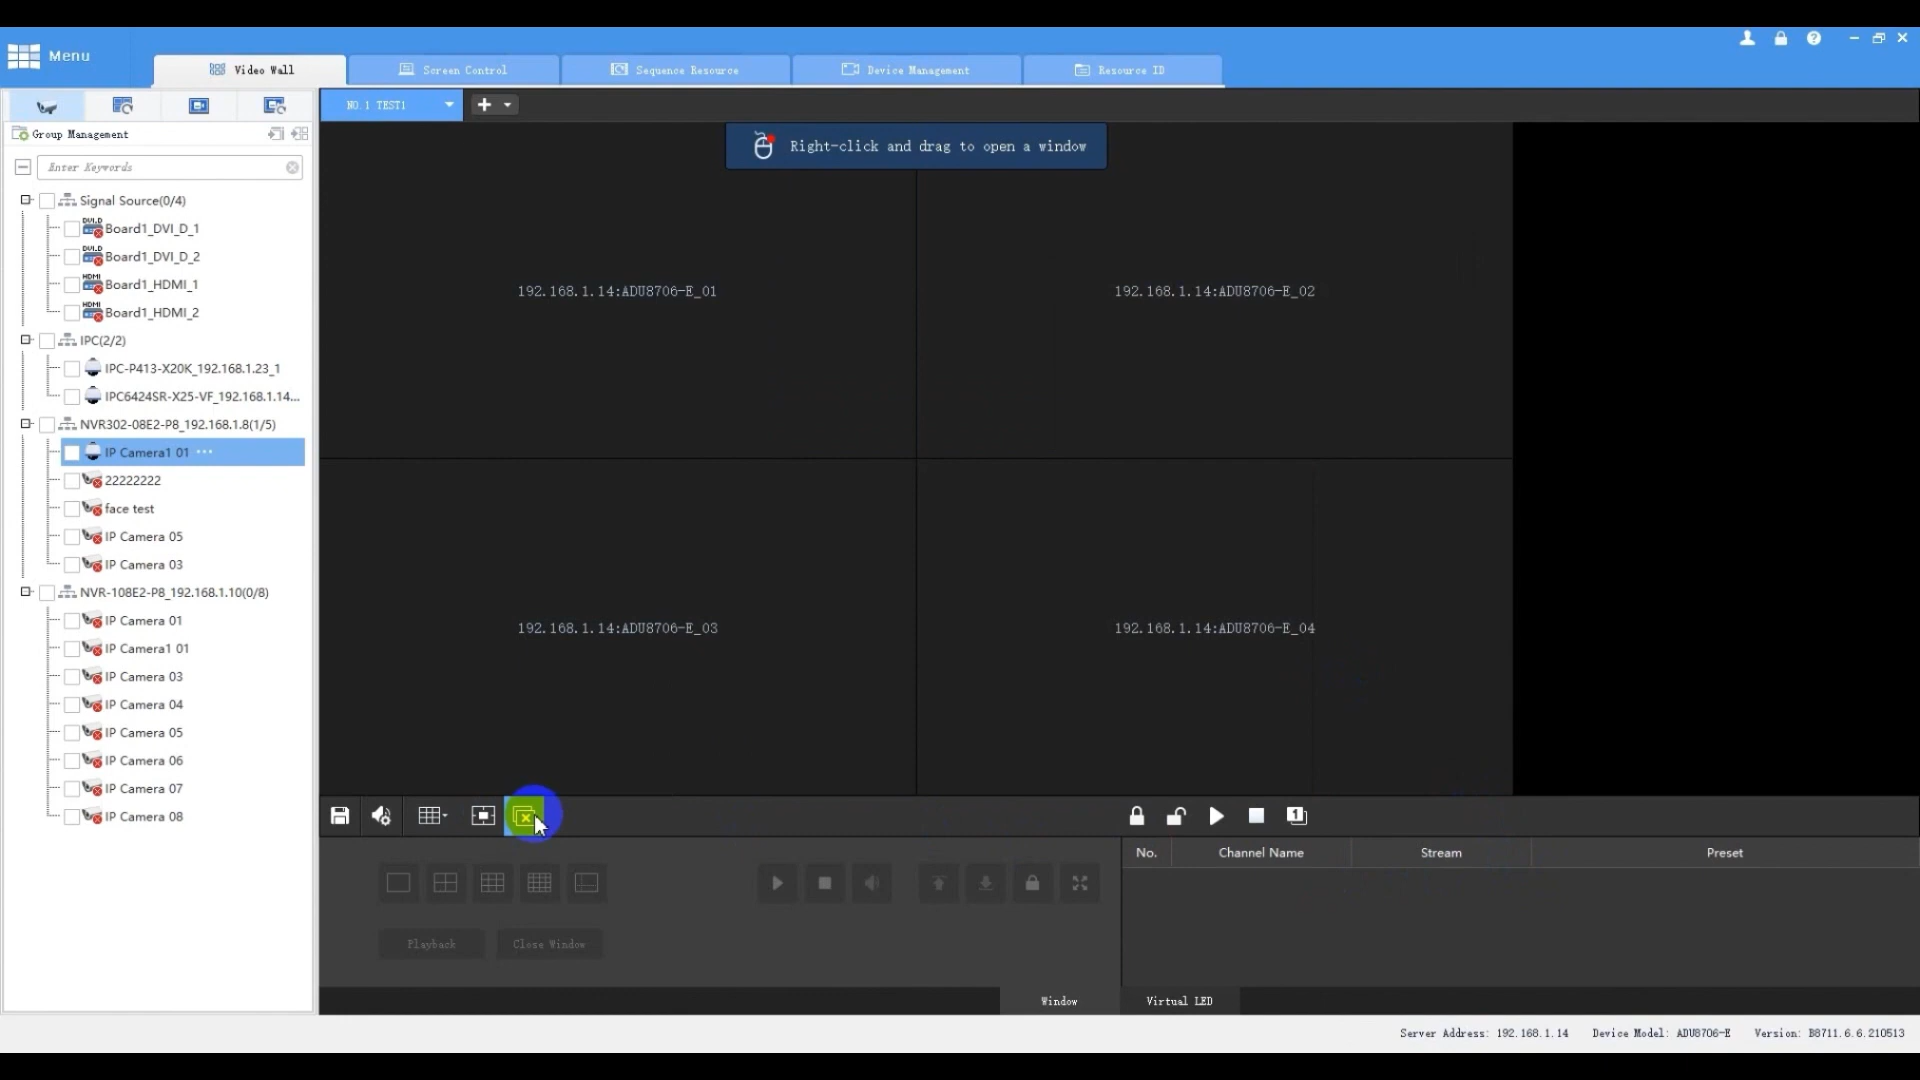 Menu
Video Wall
Screen Control
Sequence Resource
Device Management
Resource ID
Group Management
Enter Keywords
Signal Source(0/4)
Board1_DVI_D_1
Board1_DVI_D_2
Board1_HDMI_1
Board1_HDMI_2
IPC(2/2)
IPC-P413-X20K_192.168.1.23_1
IPC6424SR-X25-VF_192.168.1.14...
NVR302-08E2-P8_192.168.1.8(1/5)
IP Camera1 01 ...
22222222
face test
IP Camera 05
IP Camera 03
NVR-108E2-P8_192.168.1.10(0/8)
IP Camera 01
IP Camera1 01
IP Camera 03
IP Camera 04
IP Camera 05
IP Camera 06
IP Camera 07
IP Camera 08
NO.1 TEST1
Right-click and drag to open a window
192.168.1.14:ADU8706-E_01
192.168.1.14:ADU8706-E_02
192.168.1.14:ADU8706-E_03
192.168.1.14:ADU8706-E_04
Playback
Close Window
No.
Channel Name
Stream
Preset
Window
Virtual LED
Server Address: 192.168.1.14
Device Model: ADU8706-E
Version: B8711.6.6.210513